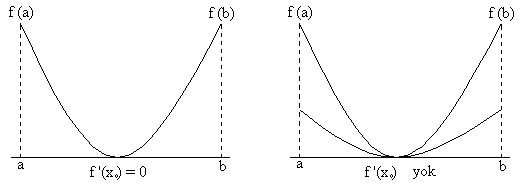 f (a) f (b) f (a) f (b)
a f '(x₀) = 0 b a f '(x₀) yok b